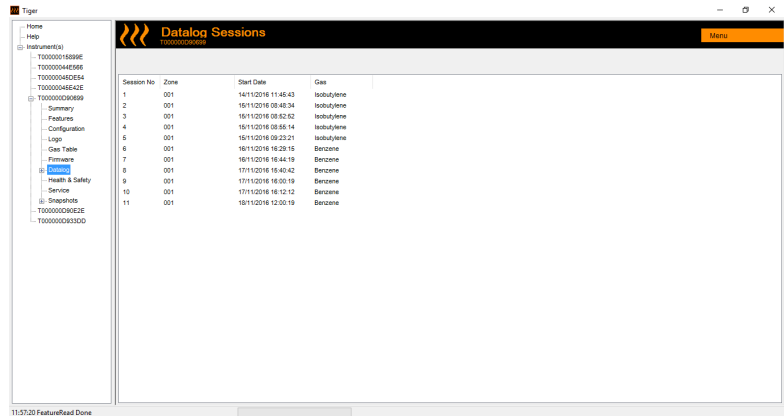 Tiger
Home
Help
Instrument(s)
T00000015899E
T00000044E566
T00000045DE54
T00000045E42E
T000000D90699
Summary
Features
Configuration
Logo
Gas Table
Firmware
Datalog
Health & Safety
Service
Snapshots
T000000D90E2E
T000000D933DD
Datalog Sessions
T000000D90699
Menu
Session No Zone Start Date Gas
1 001 14/11/2016 11:45:43 Isobutylene
2 001 15/11/2016 08:48:34 Isobutylene
3 001 15/11/2016 08:52:52 Isobutylene
4 001 15/11/2016 08:55:14 Isobutylene
5 001 15/11/2016 09:23:21 Isobutylene
6 001 16/11/2016 16:29:15 Benzene
7 001 16/11/2016 16:44:19 Benzene
8 001 17/11/2016 15:40:42 Benzene
9 001 17/11/2016 16:00:19 Benzene
10 001 17/11/2016 16:12:12 Benzene
11 001 18/11/2016 12:00:19 Benzene
11:57:20 FeatureRead Done